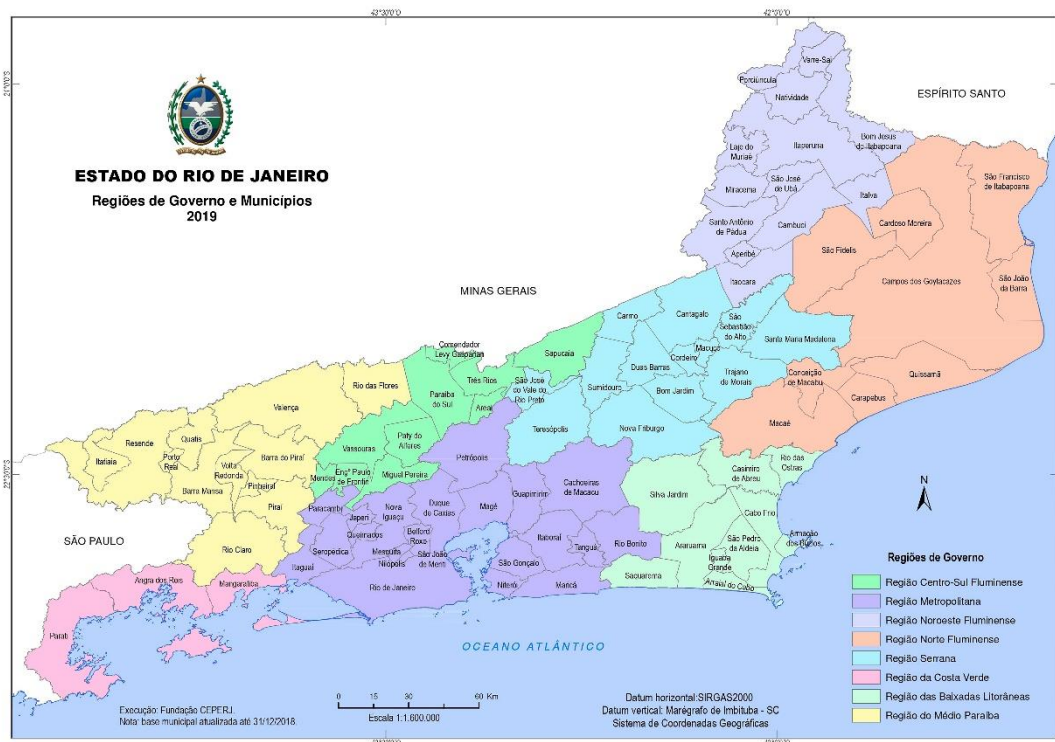 43°30'0"O
42°0'0"O
21°0'0"S
22°30'0"S
ESTADO DO RIO DE JANEIRO
Regiões de Governo e Municípios
2019
ESPÍRITO SANTO
MINAS GERAIS
SÃO PAULO
OCEANO ATLÂNTICO
Varre-Sai
Porciúncula
Natividade
Bom Jesus
do Itabapoana
Itaperuna
Laje do
Muriaé
São José
de Ubá
Miracema
Italva
Santo Antônio
de Pádua
Cambuci
Aperibé
Itaocara
São Francisco
de Itabapoana
Cardoso Moreira
São Fidélis
Campos dos Goytacazes
São João
da Barra
Quissamã
Conceição
de Macabu
Carapebus
Macaé
Carmo
Cantagalo
São
Sebastião
do Alto
Santa Maria Madalena
Macuco
Cordeiro
Duas Barras
Trajano
de Morais
Sumidouro
Bom Jardim
São José
do Vale do
Rio Preto
Teresópolis
Nova Friburgo
Petrópolis
Comendador
Levy Gasparian
Sapucaia
Três Rios
Paraíba
do Sul
Areal
Paty do
Alferes
Vassouras
Engº Paulo
de Frontin
Mendes
Miguel Pereira
Rio das Flores
Valença
Resende
Itatiaia
Quatis
Porto
Real
Volta
Redonda
Barra do Piraí
Barra Mansa
Pinheiral
Piraí
Rio Claro
Angra dos Reis
Mangaratiba
Parati
Paracambi
Japeri
Nova
Iguaçu
Duque
de Caxias
Magé
Guapimirim
Cachoeiras
de Macacu
Queimados
Belford
Roxo
Seropédica
Mesquita
Nilópolis
São João
de Meriti
Itaguaí
Rio de Janeiro
Itaboraí
Tanguá
Rio Bonito
São Gonçalo
Niterói
Maricá
Silva Jardim
Casimiro
de Abreu
Rio das
Ostras
Cabo Frio
Armação
dos Búzios
São Pedro
da Aldeia
Araruama
Iguaba
Grande
Saquarema
Arraial do Cabo
N
Regiões de Governo
Região Centro-Sul Fluminense
Região Metropolitana
Região Noroeste Fluminense
Região Norte Fluminense
Região Serrana
Região da Costa Verde
Região das Baixadas Litorâneas
Região do Médio Paraíba
0 15 30 60 Km
Escala 1:1.600.000
Execução: Fundação CEPERJ.
Nota: base municipal atualizada até 31/12/2018.
Datum horizontal:SIRGAS2000
Datum vertical: Marégrafo de Imbituba - SC
Sistema de Coordenadas Geográficas